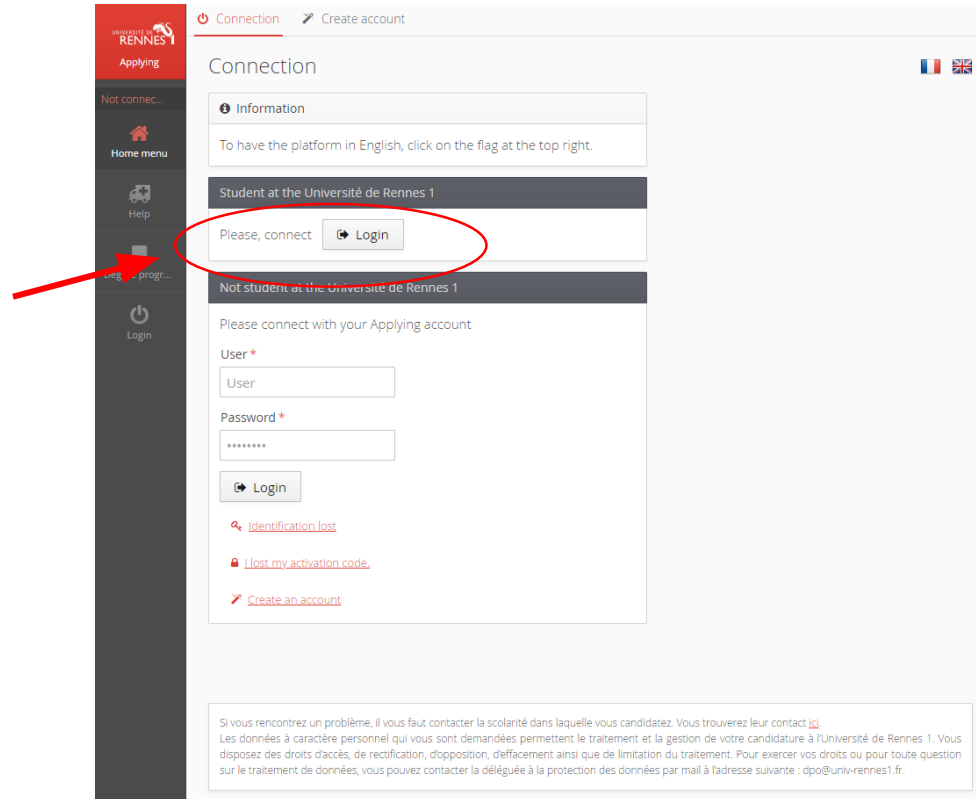 Connection
Create account
UNIVERSITÉ DE
RENNES 1
Applying
Connection
Not connec...
Information
Home menu
To have the platform in English, click on the flag at the top right.
Student at the Université de Rennes 1
Help
Please, connect
Login
progr...
Not student at the Université de Rennes 1
Login
Please connect with your Applying account
User *
User
Password *
••••••••
Login
Identification lost
I lost my activation code.
Create an account
Si vous rencontrez un problème, il vous faut contacter la scolarité dans laquelle vous candidatez. Vous trouverez leur contact ici.
Les données à caractère personnel qui vous sont demandées permettent le traitement et la gestion de votre candidature à l'Université de Rennes 1. Vous
disposez des droits d'accès, de rectification, d'opposition, d'effacement ainsi que de limitation du traitement. Pour exercer vos droits ou pour toute question
sur le traitement de données, vous pouvez contacter la déléguée à la protection des données par mail à l'adresse suivante : dpo@univ-rennes1.fr.